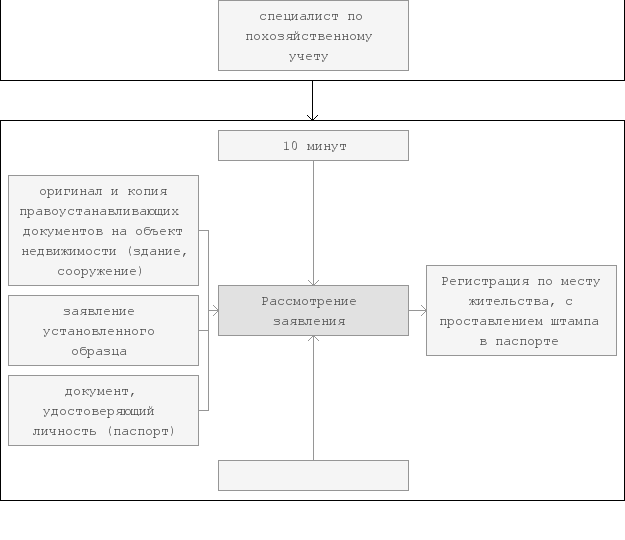 специалист по
похозяйственному
учету
10 минут
оригинал и копия
правоустанавливающих
документов на объект
недвижимости (здание,
сооружение)
заявление
установленного
образца
документ,
удостоверяющий
личность (паспорт)
Рассмотрение
заявления
Регистрация по месту
жительства, с
проставлением штампа
в паспорте